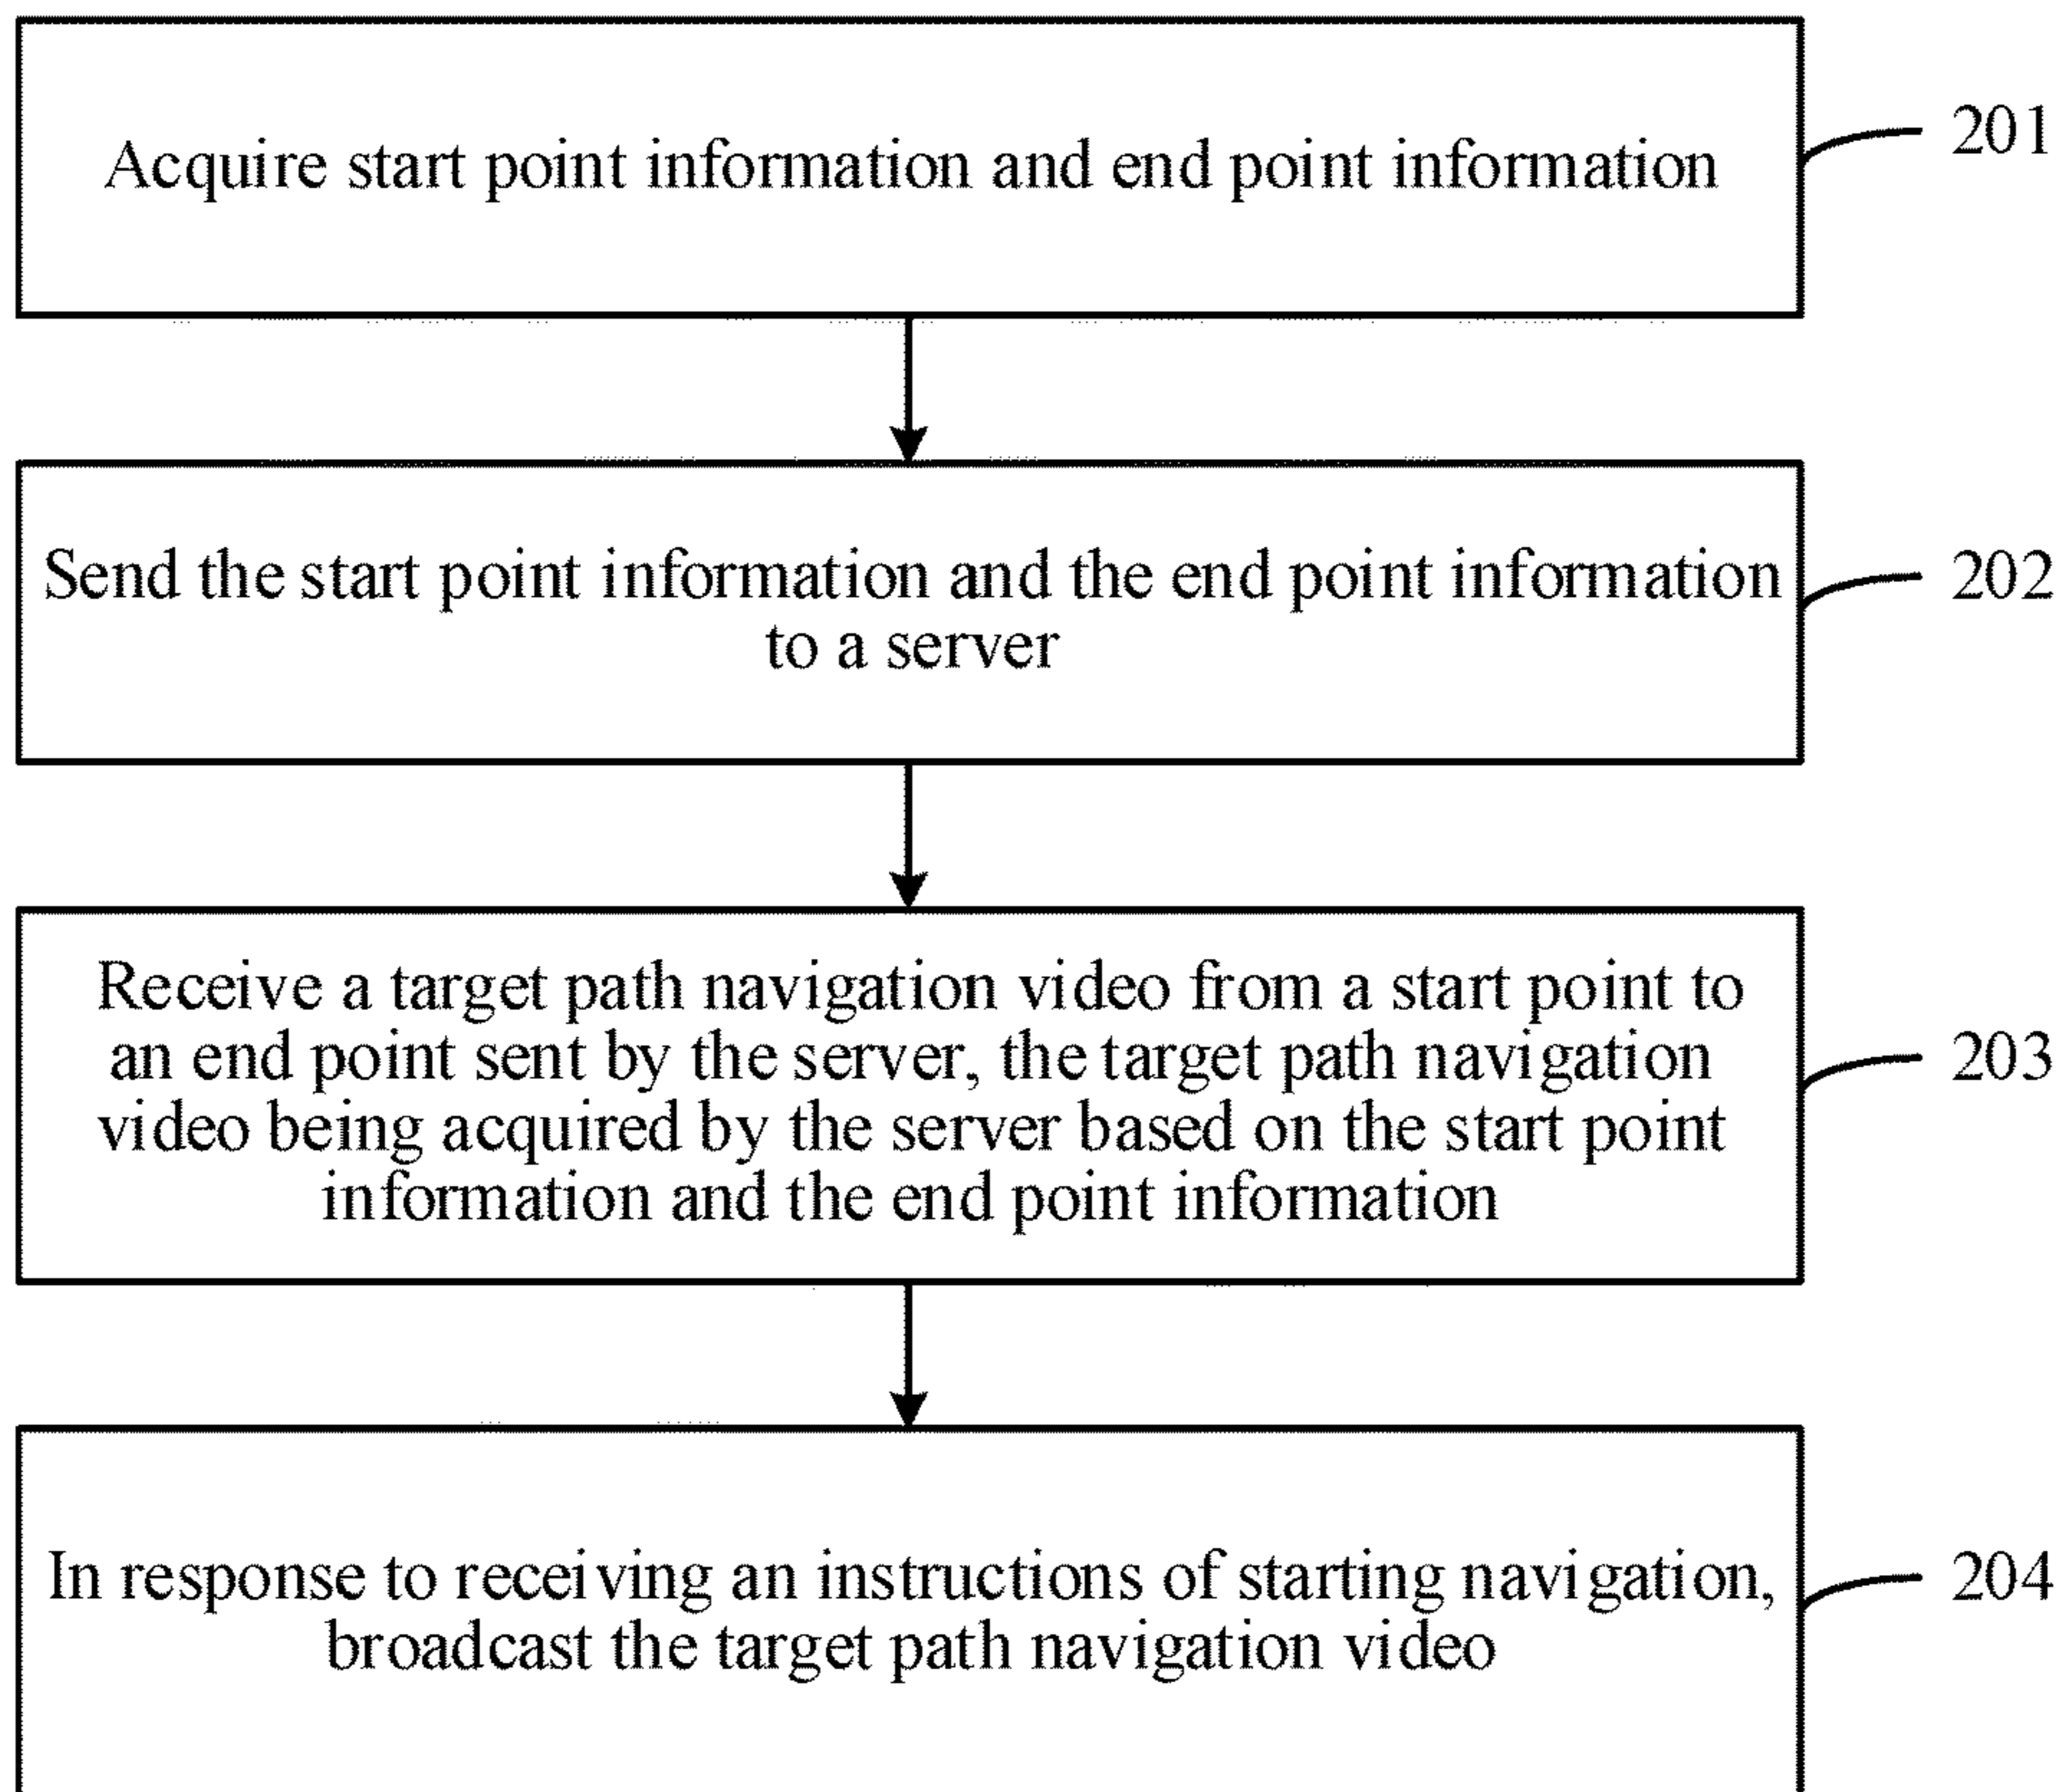 Acquire start point information and end point information
201
Send the start point information and the end point information
to a server
202
Receive a target path navigation video from a start point to
an end point sent by the server, the target path navigation
video being acquired by the server based on the start point
information and the end point information
203
In response to receiving an instructions of starting navigation,
broadcast the target path navigation video
204